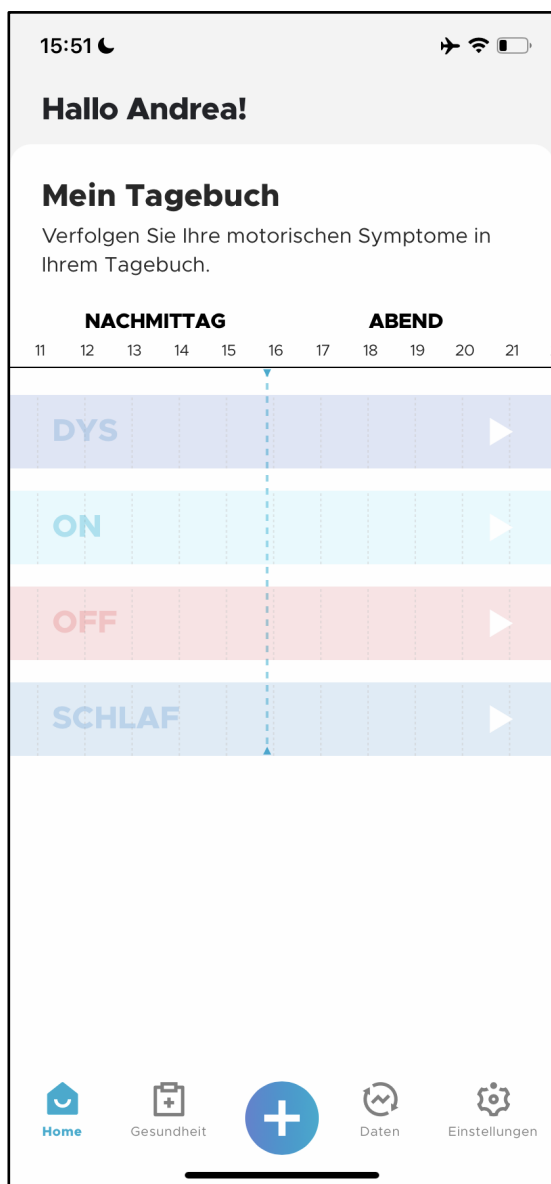 15:51
Hallo Andrea!
Mein Tagebuch
Verfolgen Sie Ihre motorischen Symptome in
Ihrem Tagebuch.
NACHMITTAG ABEND
11 12 13 14 15 16 17 18 19 20 21
DYS
ON
OFF
SCHLAF
Home Gesundheit Daten Einstellungen